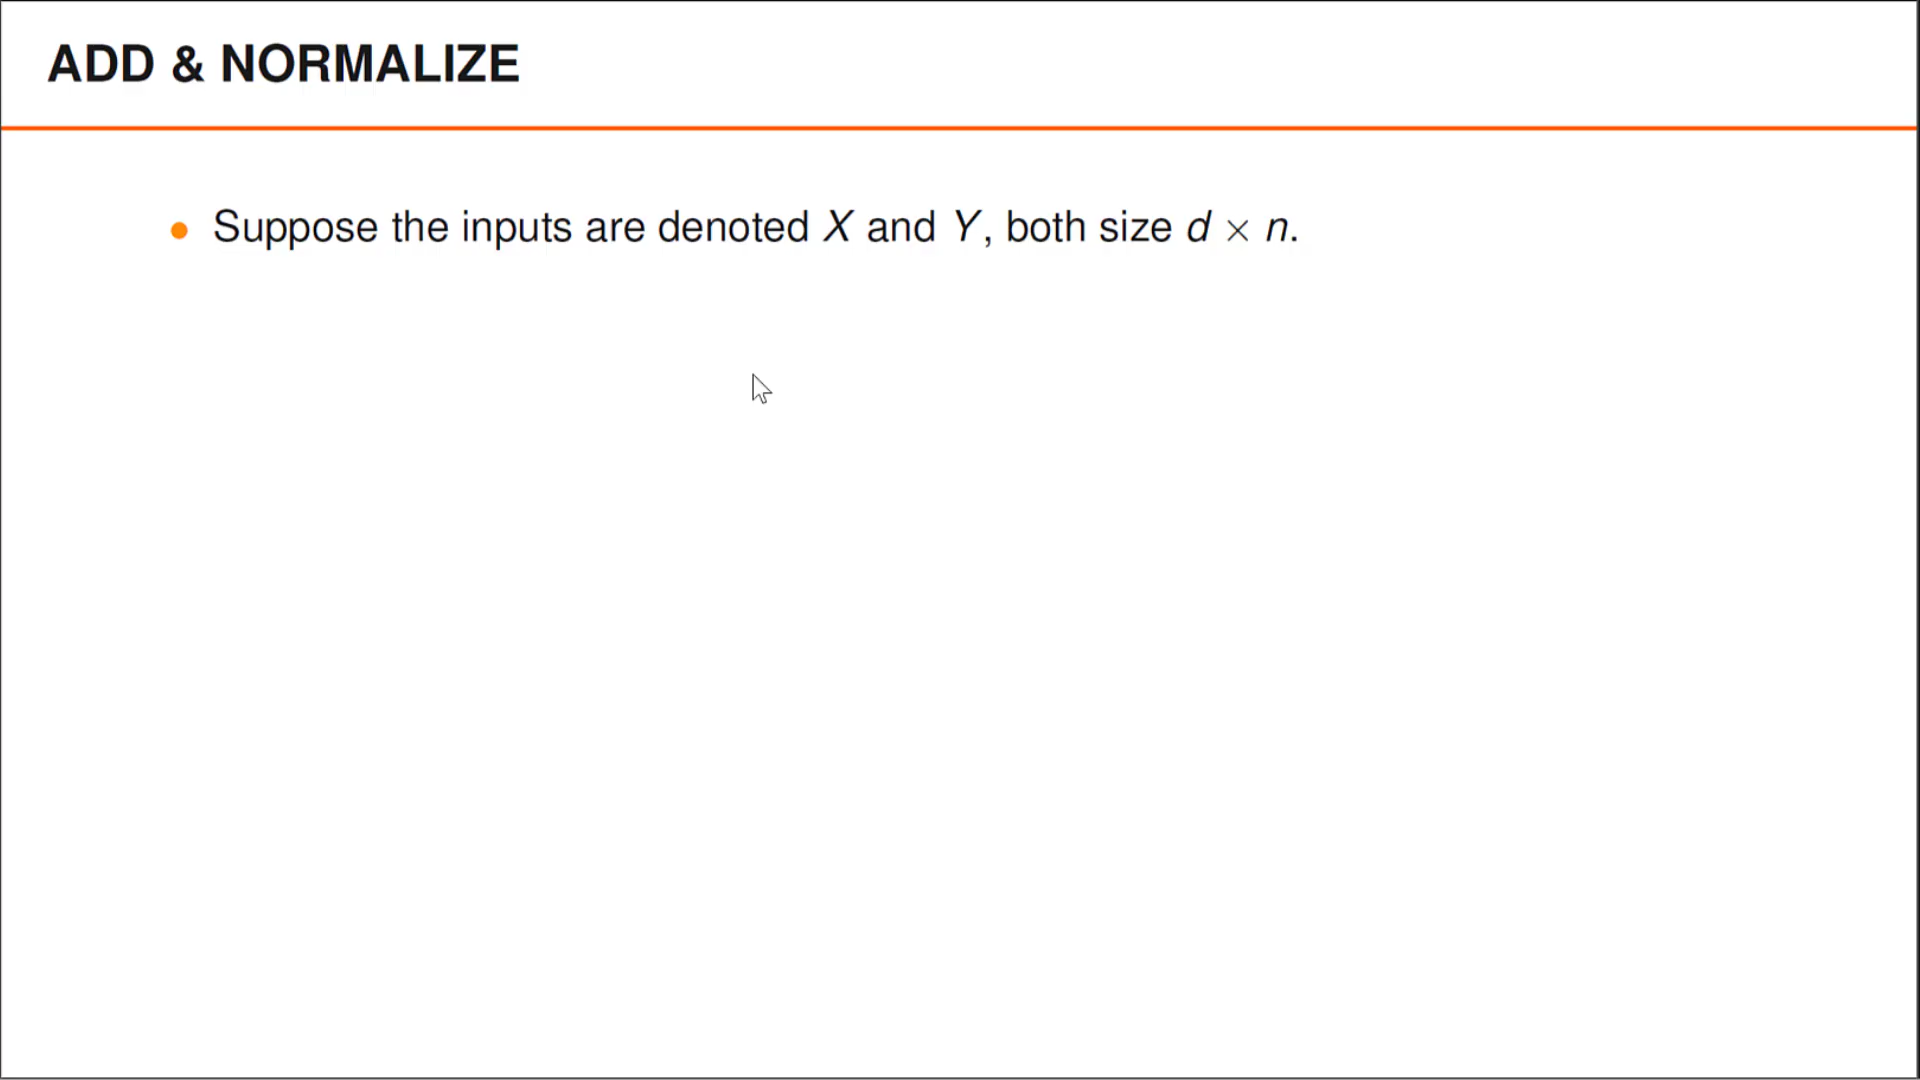 ADD & NORMALIZE
• Suppose the inputs are denoted X and Y, both size d × n.